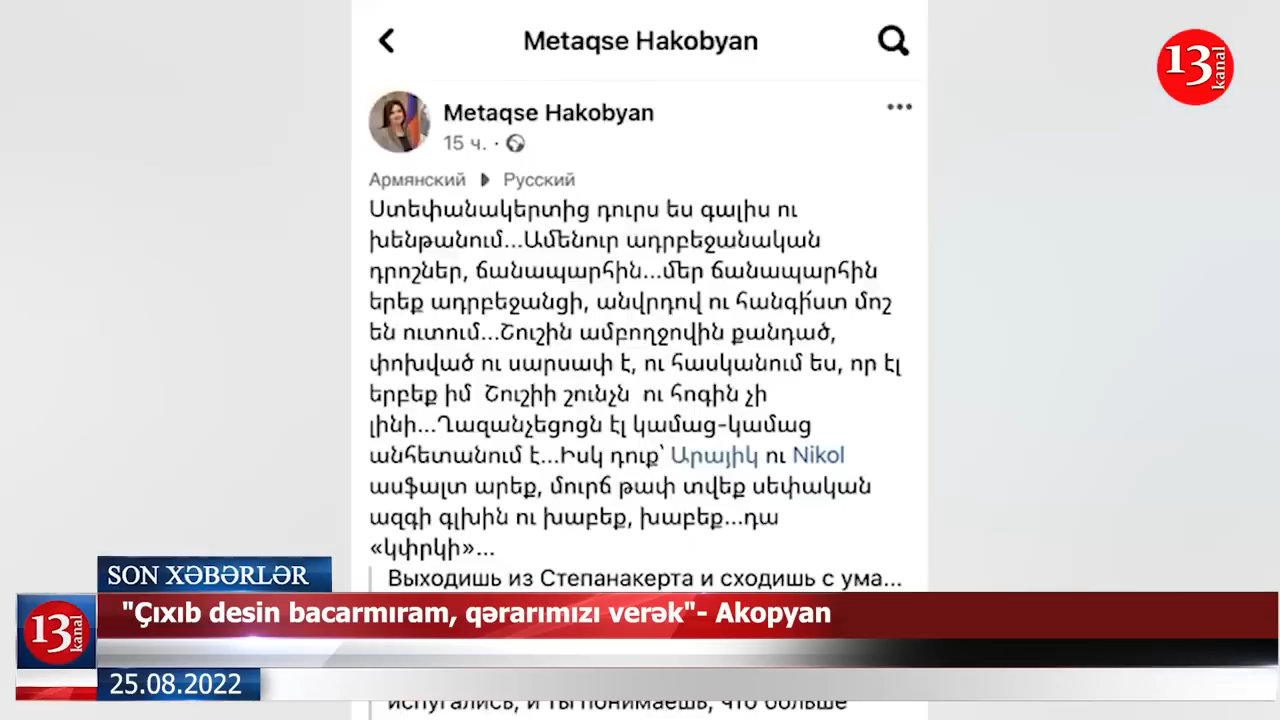 Metaqse Hakobyan
13 kanal
Metaqse Hakobyan
15 ч. ·
Армянский ▶ Русский
Ստեփանակերտից դուրս ես գալիս ու
խենթանում...Ամենուր ադրբեջանական
դրոշներ, ճանապարհին...մեր ճանապարհին
երեք ադրբեջանցի, անվրդով ու հանգի՜ստ մոշ
են ուտում...Շուշին ամբողջովին քանդած,
փոխված ու սարսափ է, ու հասկանում ես, որ էլ
երբեք իմ Շուշիի շունչն ու հոգին չի
լինի...Ղազանչեցոցն էլ կամաց-կամաց
անհետանում է...Իսկ դուք՝ Արայիկ ու Nikol
ասֆալտ արեք, մուրճ թափ տվեք սեփական
ազգի գլխին ու խաբեք, խաբեք...դա
«կփրկի»...
Выходишь из Степанакерта и сходишь с ума...
SON XƏBƏRLƏR
"Çıxıb desin bacarmıram, qərarımızı verək"- Akopyan
13 kanal
25.08.2022
испугались, и ты понимаешь, что больше